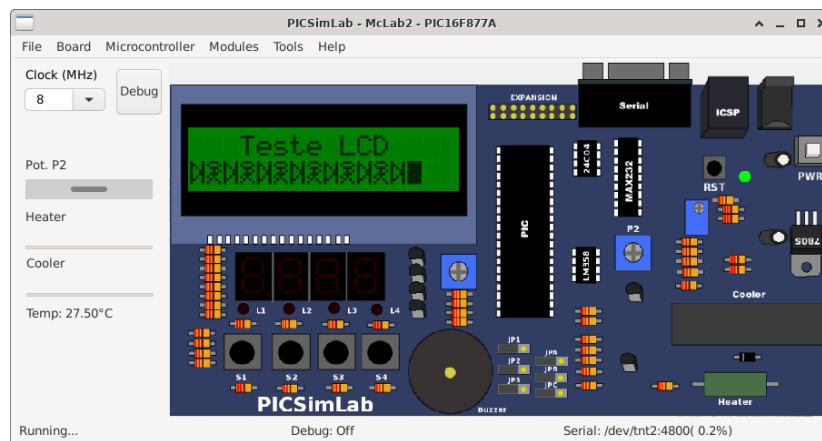 PICSimLab - McLab2 - PIC16F877A
File Board Microcontroller Modules Tools Help
Clock (MHz)
8
Debug
Pot. P2
Heater
Cooler
Temp: 27.50°C
Teste LCD
EXPANSION
Serial
ICSP
24C04
MAX232
RST
PWR
PIC
P2
LM358
7805
Cooler
L1 L2 L3 L4
S1 S2 S3 S4
JP1
JP2
JP3
JPA
JPB
JPC
PICSimLab
Buzzer
Heater
Running...
Debug: Off
Serial: /dev/tnt2:4800( 0.2%)